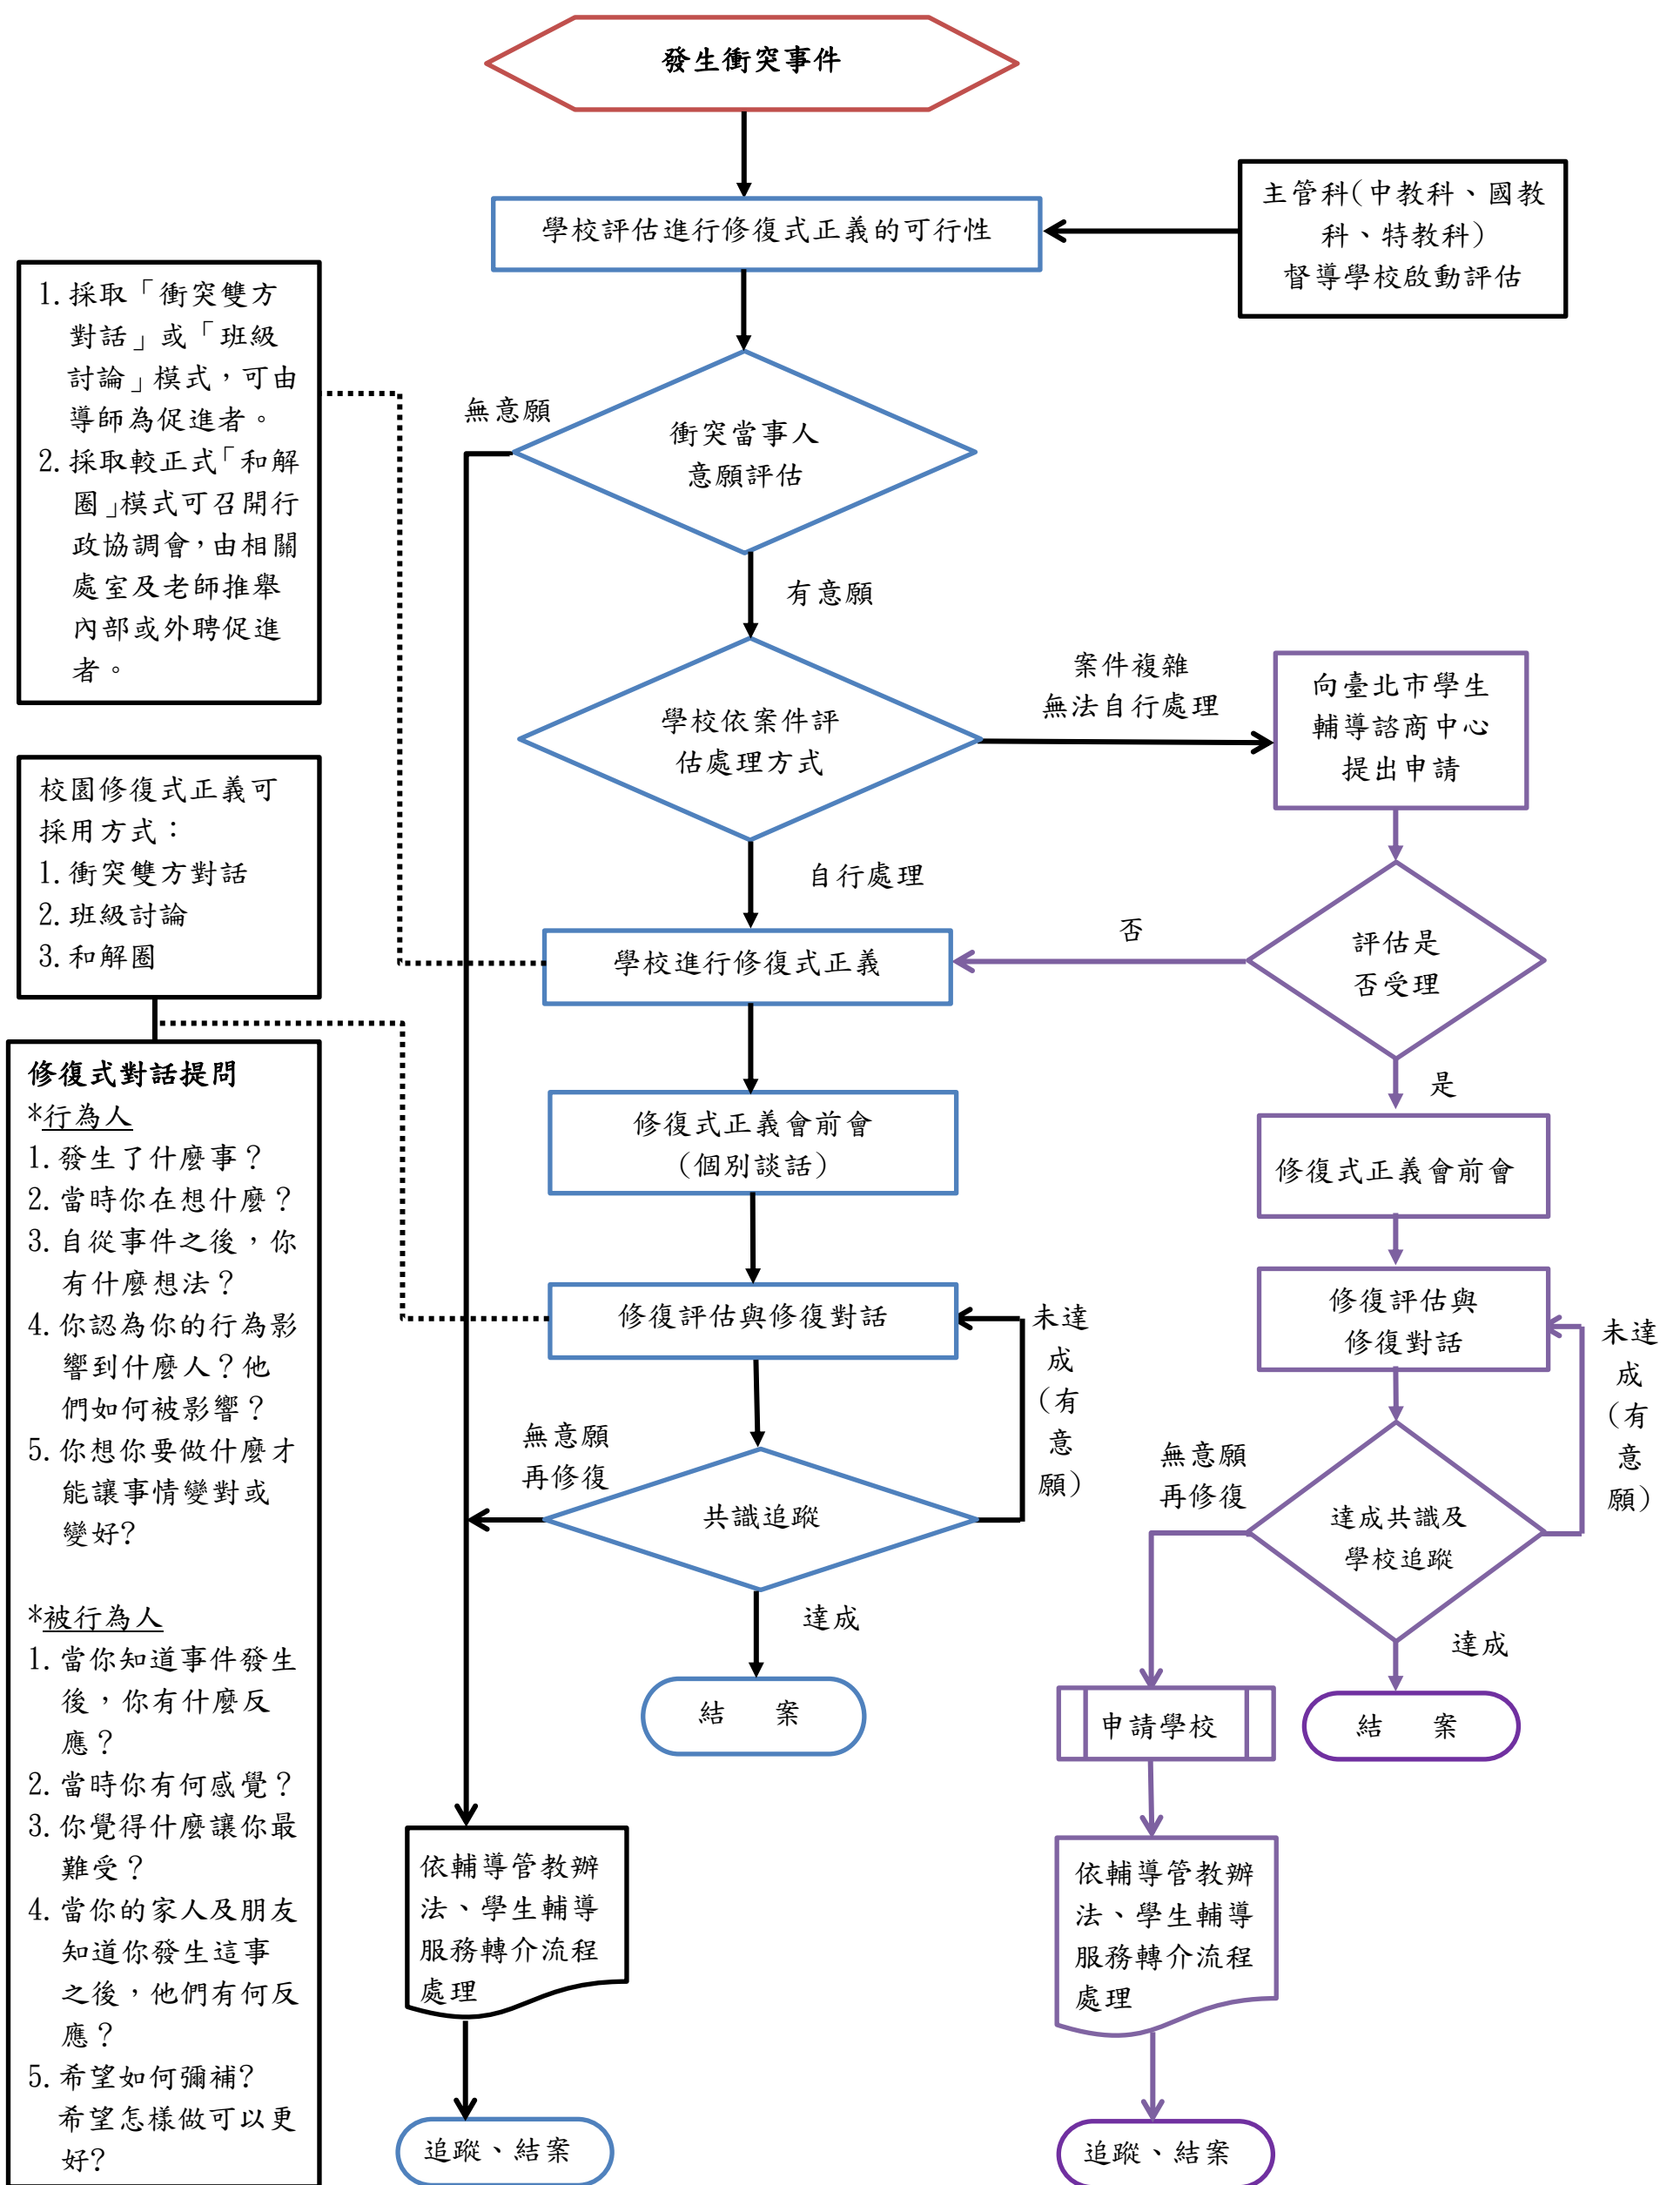 發生衝突事件
學校評估進行修復式正義的可行性
主管科(中教科、國教
科、特教科)
督導學校啟動評估
1.採取「衝突雙方
對話」或「班級
討論」模式，可由
導師為促進者。
2.採取較正式「和解
圈」模式可召開行
政協調會，由相關
處室及老師推舉
內部或外聘促進
者。
無意願
衝突當事人
意願評估
有意願
學校依案件評
估處理方式
案件複雜
無法自行處理
向臺北市學生
輔導諮商中心
提出申請
校園修復式正義可
採用方式：
1.衝突雙方對話
2.班級討論
3.和解圈
自行處理
學校進行修復式正義
否
評估是
否受理
是
修復式對話提問
*行為人
1.發生了什麼事？
2.當時你在想什麼？
3.自從事件之後，你
有什麼想法？
4.你認為你的行為影
響到什麼人？他
們如何被影響？
5.你想你要做什麼才
能讓事情變對或
變好?
*被行為人
1.當你知道事件發生
後，你有什麼反
應？
2.當時你有何感覺？
3.你覺得什麼讓你最
難受？
4.當你的家人及朋友
知道你發生這事
之後，他們有何反
應？
5.希望如何彌補?
希望怎樣做可以更
好?
修復式正義會前會
(個別談話)
修復式正義會前會
修復評估與修復對話
未達
成
(有
意
願)
修復評估與
修復對話
未達
成
(有
意
願)
無意願
再修復
共識追蹤
達成
結　案
無意願
再修復
達成共識及
學校追蹤
達成
申請學校
結　案
依輔導管教辦
法、學生輔導
服務轉介流程
處理
依輔導管教辦
法、學生輔導
服務轉介流程
處理
追蹤、結案
追蹤、結案